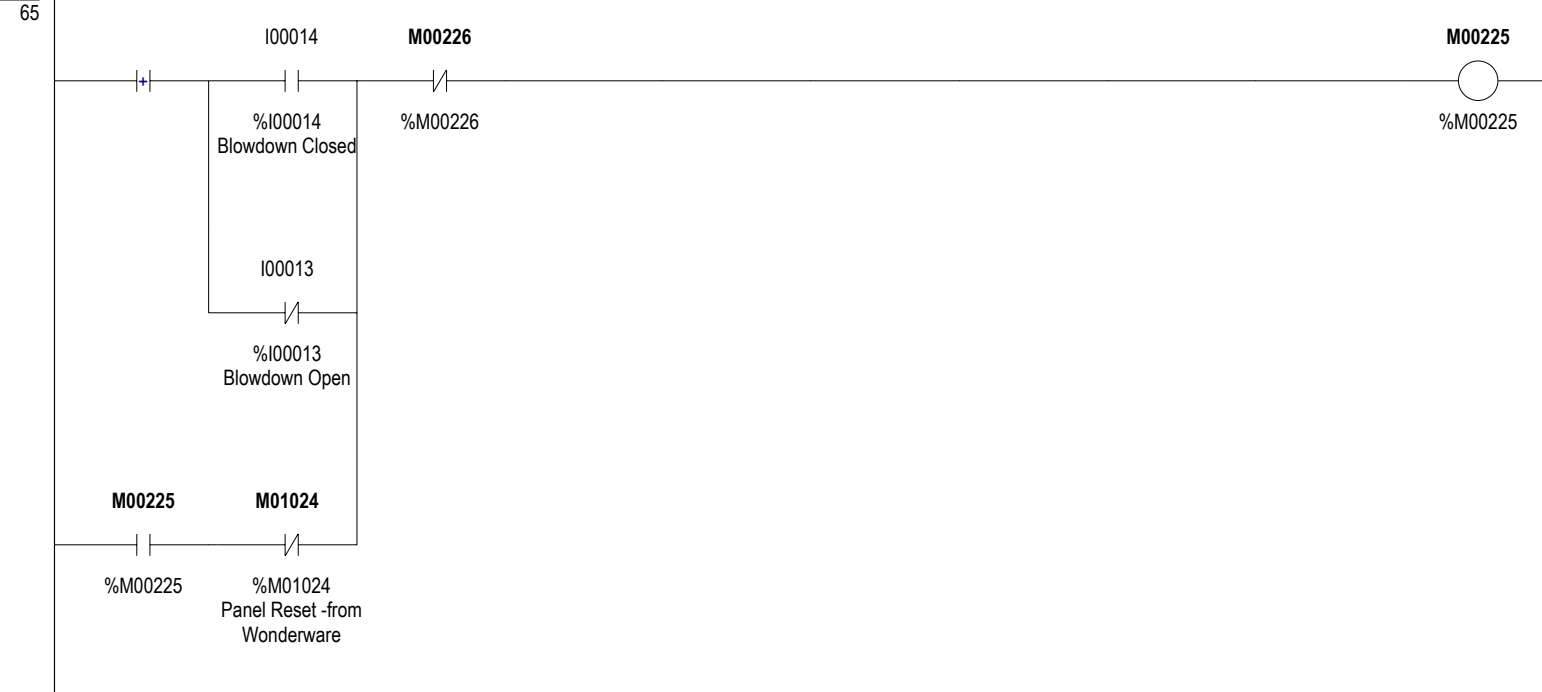 65
I00014 M00226 M00225
%I00014 %M00226 %M00225
Blowdown Closed
I00013
%I00013
Blowdown Open
M00225 M01024
%M00225 %M01024
Panel Reset -from
Wonderware